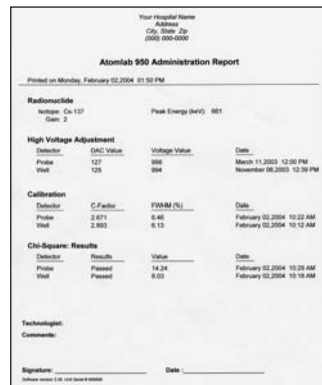 Your Hospital Name
Address
City, State Zip
(000) 000-0000
Atomlab 950 Administration Report
Printed on Monday, February 02,2004 01:50 PM
Radionuclide
Isotope: Cs-137 Peak Energy (keV): 661
Gain: 2
High Voltage Adjustment
Detector DAC Value Voltage Value Date
Probe 127 998 March 11,2003 12:00 PM
Well 125 994 November 06,2003 12:39 PM
Calibration
Detector C-Factor FWHM (%) Date
Probe 2.671 6.46 February 02,2004 10:22 AM
Well 2.893 6.13 February 02,2004 10:12 AM
Chi-Square: Results
Detector Results Value Date
Probe Passed 14.24 February 02,2004 10:29 AM
Well Passed 8.03 February 02,2004 10:18 AM
Technologist:
Comments:
Signature: Date :
Software version: Unit Serial #